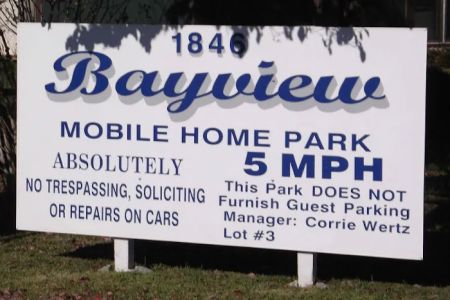 1846
Bayview
MOBILE HOME PARK
ABSOLUTELY
NO TRESPASSING, SOLICITING
OR REPAIRS ON CARS
5 MPH
This Park DOES NOT
Furnish Guest Parking
Manager: Corrie Wertz
Lot #3